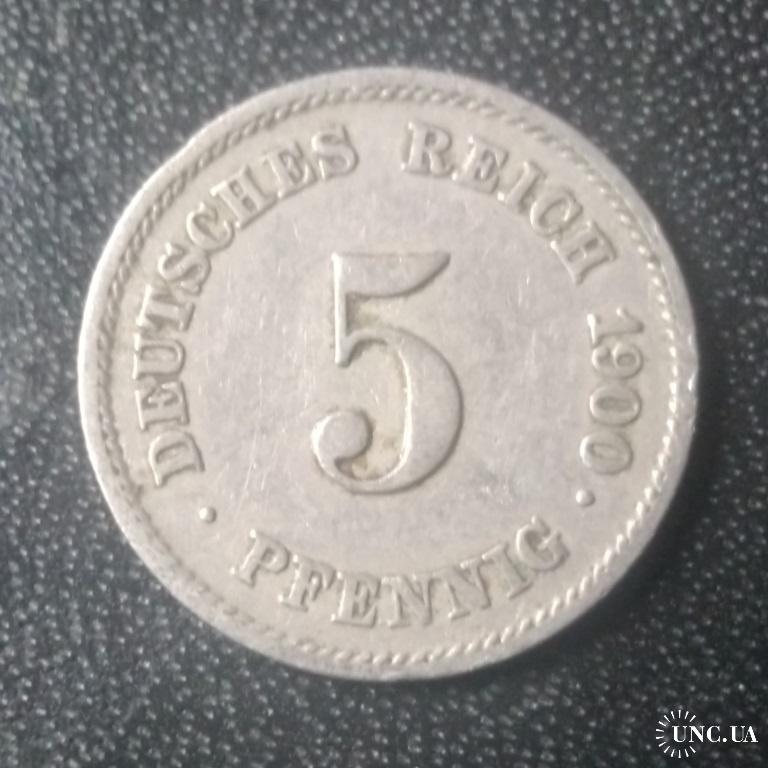 DEUTSCHES REICH 1900
5
· PFENNIG ·
UNC.UA